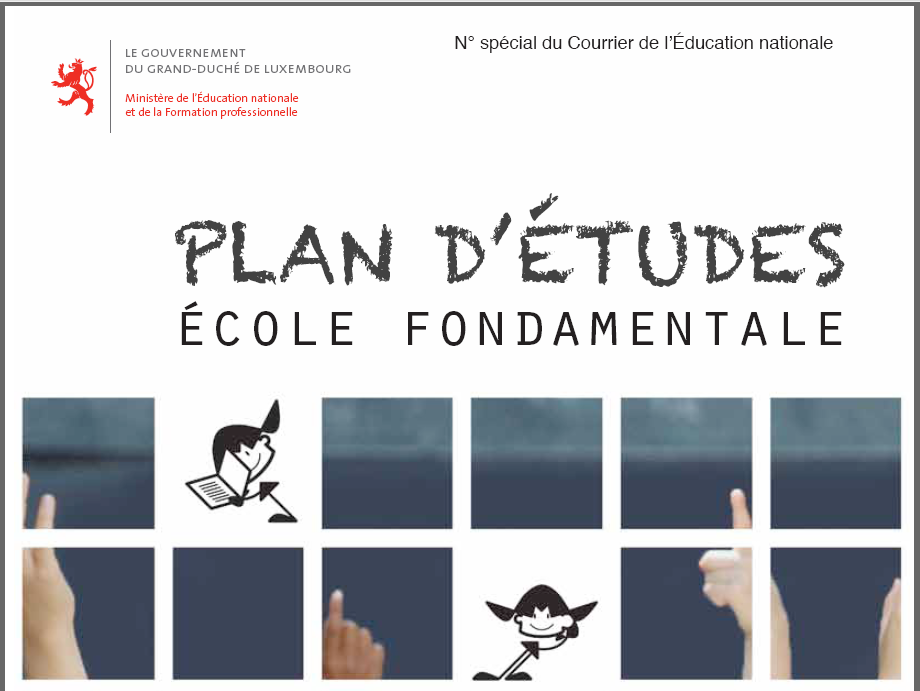 N° spécial du Courrier de l'Éducation nationale
LE GOUVERNEMENT
DU GRAND-DUCHÉ DE LUXEMBOURG
Ministère de l'Éducation nationale
et de la Formation professionnelle
PLAN D'ÉTUDES
ÉCOLE FONDAMENTALE